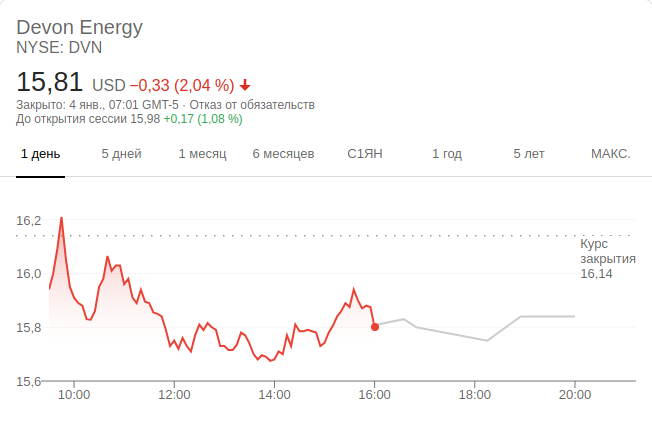 Devon Energy
NYSE: DVN
15,81 USD −0,33 (2,04 %)
Закрыто: 4 янв., 07:01 GMT-5 · Отказ от обязательств
До открытия сессии 15,98 +0,17 (1,08 %)
1 день 5 дней 1 месяц 6 месяцев С1ЯН 1 год 5 лет МАКС.
16,2
Курс
закрытия
16,14
16,0
15,8
15,6
10:00 12:00 14:00 16:00 18:00 20:00